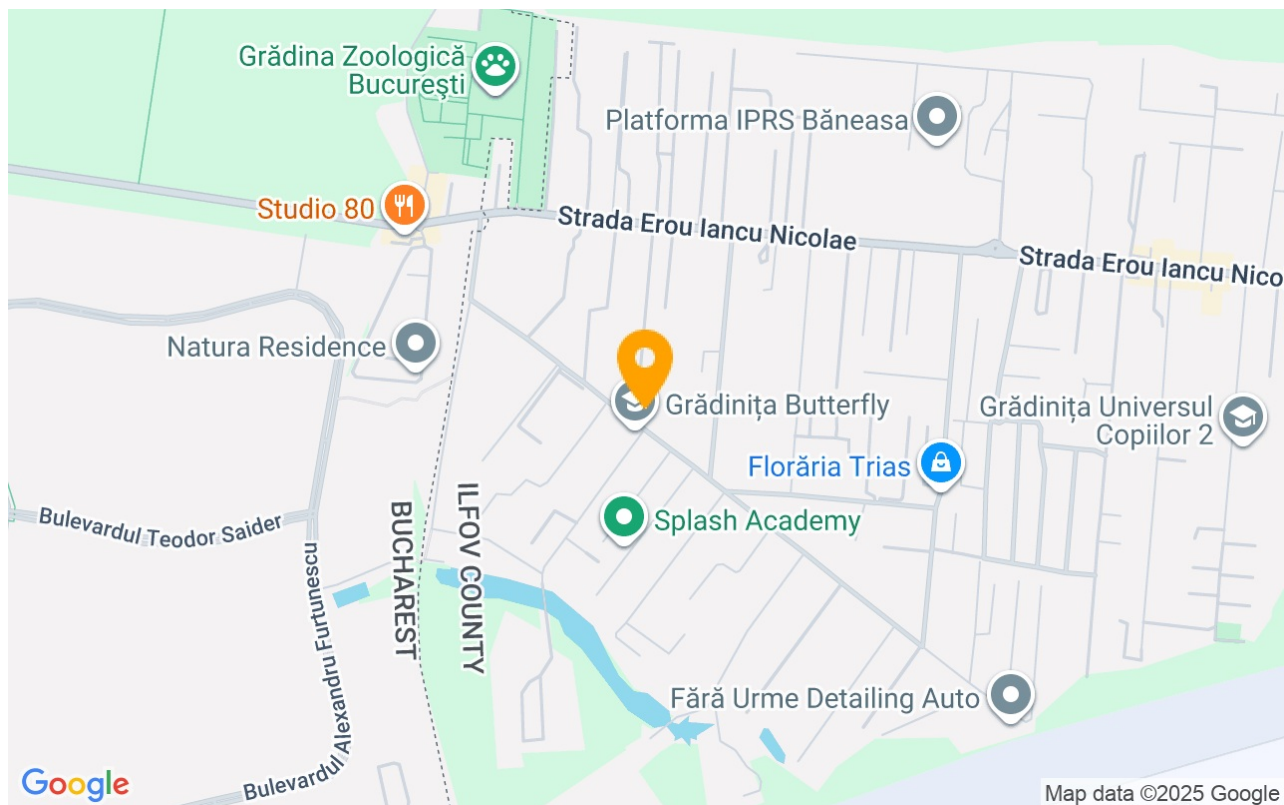 Grădina Zoologică
Bucureşti
Platforma IPRS Băneasa
Studio 80
Strada Erou Iancu Nicolae
Strada Erou Iancu Nico
Natura Residence
Grădinița Butterfly
Grădinița Universul
Copiilor 2
Florăria Trias
Splash Academy
Bulevardul Teodor Saider
BUCHAREST
ILFOV COUNTY
Bulevardul Alexandru Furtunescu
Fără Urme Detailing Auto
Google
Map data ©2025 Google